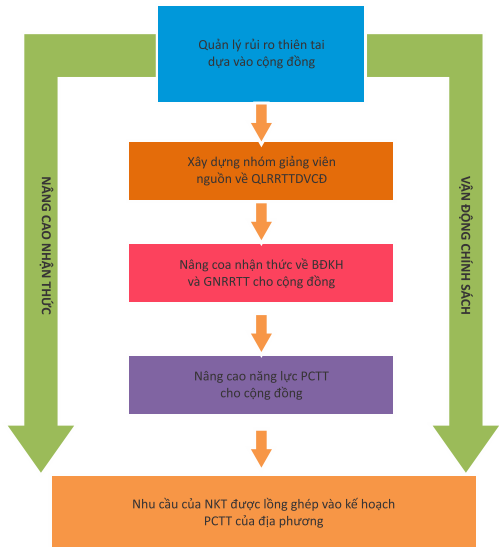 Quản lý rủi ro thiên tai
dựa vào cộng đồng
Xây dựng nhóm giảng viên
nguồn về QLRRTTDVCĐ
NÂNG CAO NHẬN THỨC
VẬN ĐỘNG CHÍNH SÁCH
Nâng coa nhận thức về BĐKH
và GNRRTT cho cộng đồng
Nâng cao năng lực PCTT
cho cộng đồng
Nhu cầu của NKT được lồng ghép vào kế hoạch
PCTT của địa phương